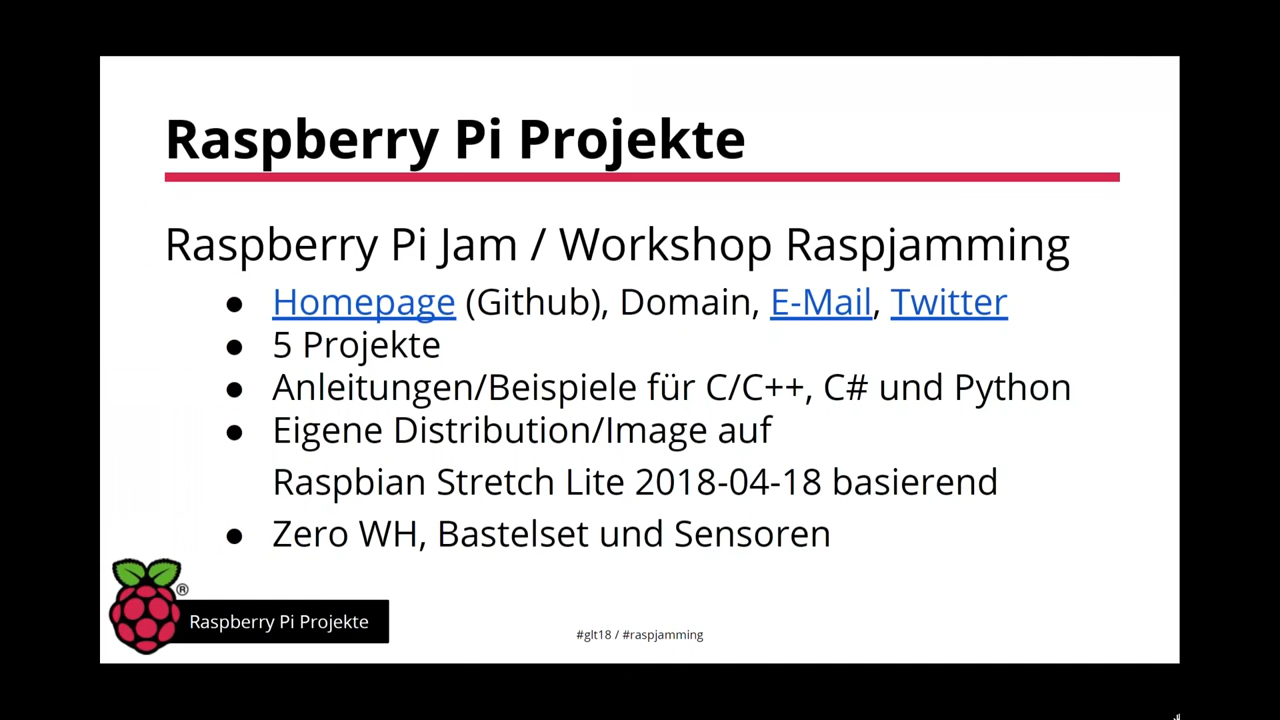 Raspberry Pi Projekte
Raspberry Pi Jam / Workshop Raspjamming
● Homepage (Github), Domain, E-Mail, Twitter
● 5 Projekte
● Anleitungen/Beispiele für C/C++, C# und Python
● Eigene Distribution/Image auf
Raspbian Stretch Lite 2018-04-18 basierend
● Zero WH, Bastelset und Sensoren
®
Raspberry Pi Projekte
#glt18 / #raspjamming